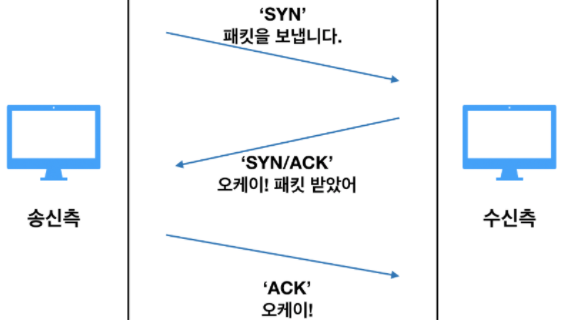 ‘SYN’
패킷을 보냅니다.
‘SYN/ACK’
오케이! 패킷 받았어
송신측
수신측
‘ACK’
오케이!